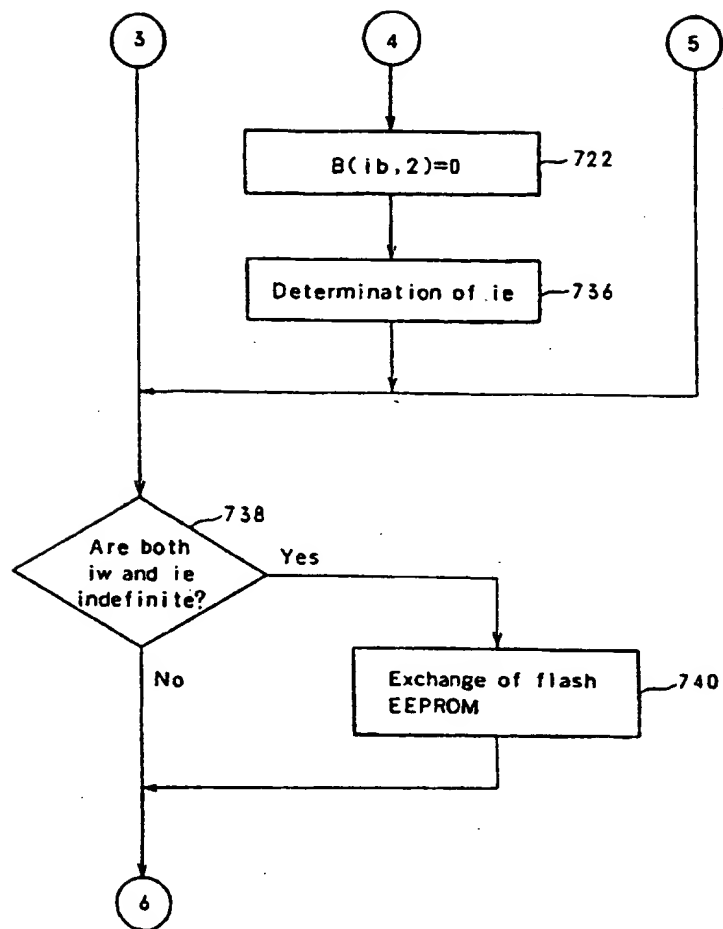 3
4
5
B(ib,2)=0
722
Determination of ie
736
738
Are both
iw and ie
indefinite?
Yes
No
Exchange of flash
EEPROM
740
6